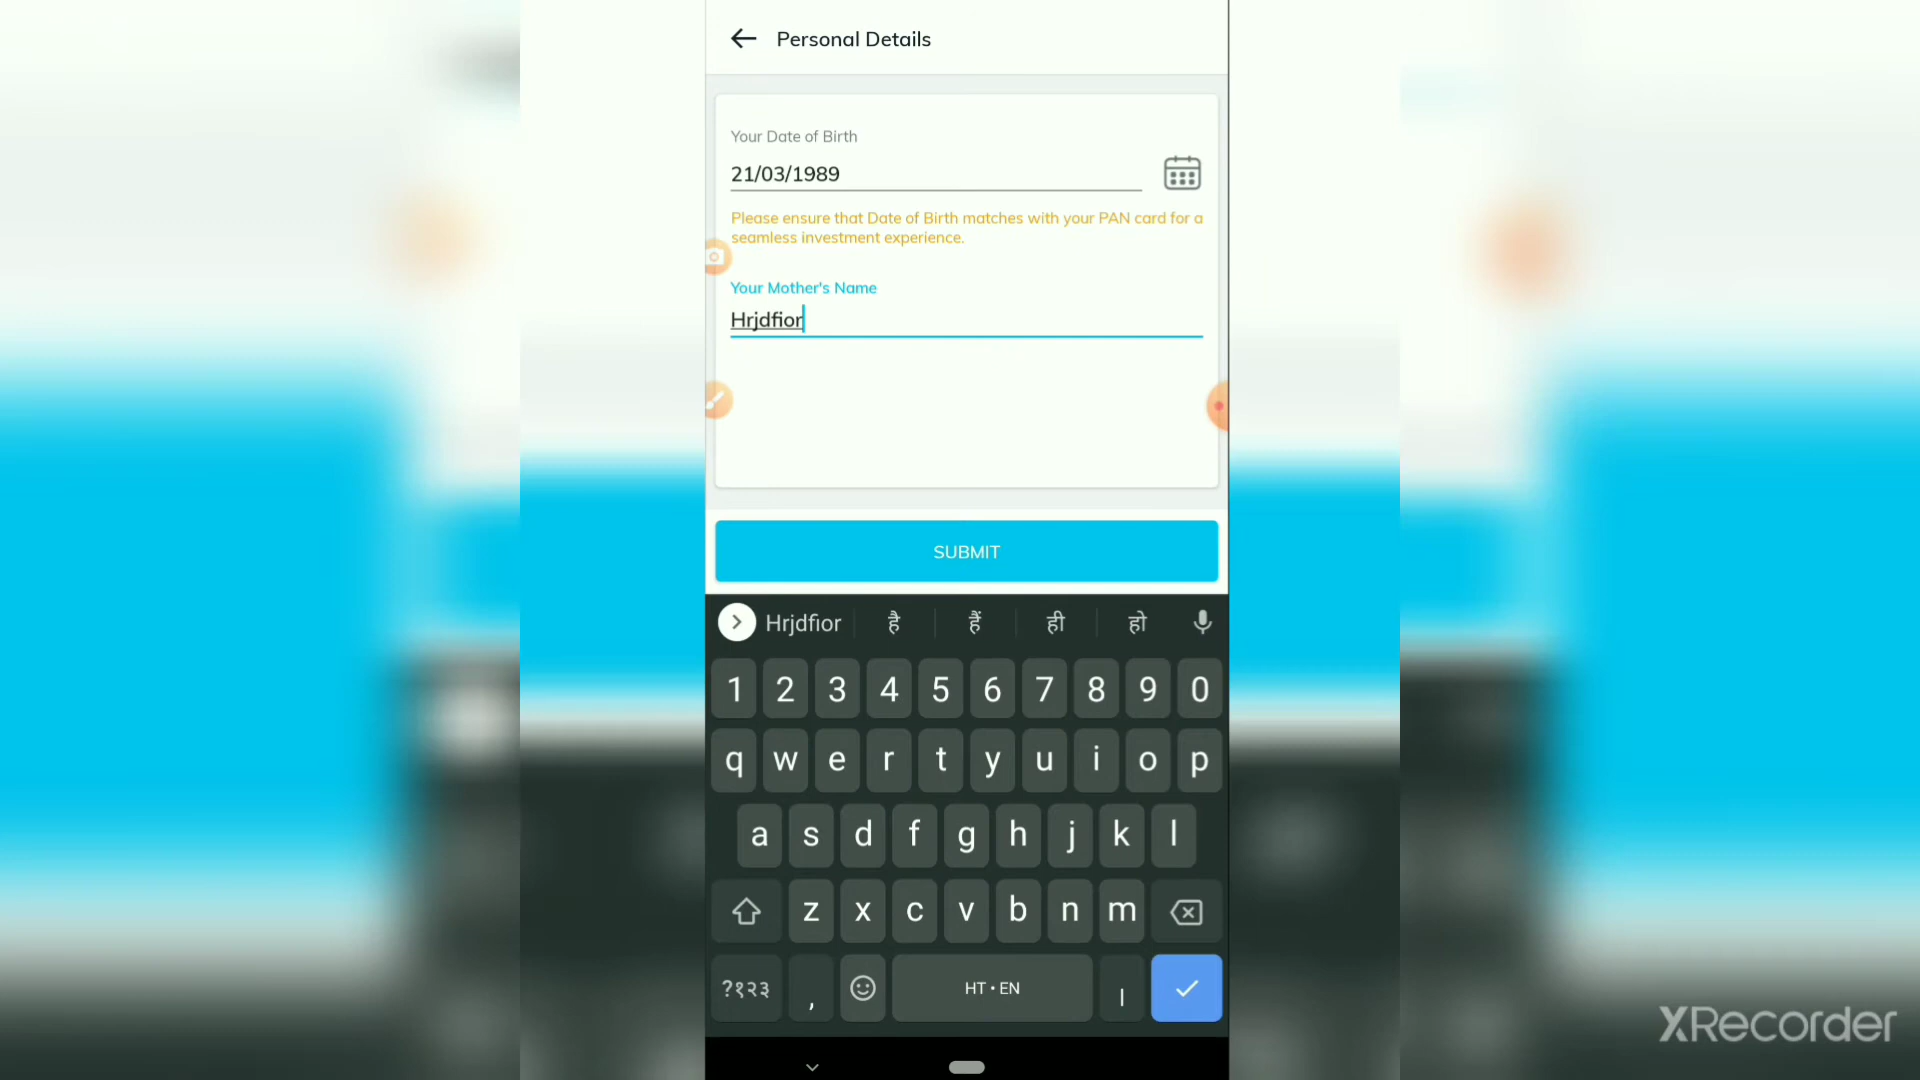 Personal Details
Your Date of Birth
21/03/1989
Please ensure that Date of Birth matches with your PAN card for a
seamless investment experience.
Your Mother's Name
Hrjdfior
SUBMIT
Hrjdfior है हैं ही हो
1 2 3 4 5 6 7 8 9 0
q w e r t y u i o p
a s d f g h j k l
z x c v b n m
?१२३ , HT • EN ।
XRecorder